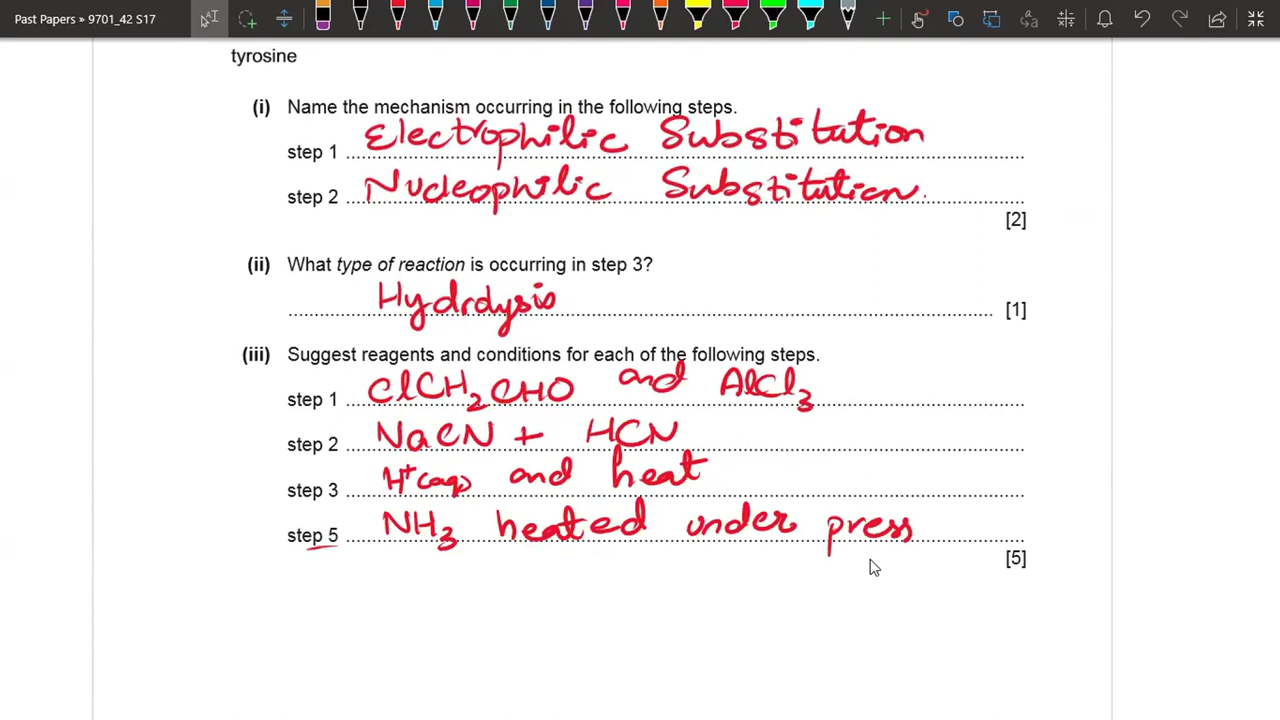 Past Papers » 9701_42 S17
tyrosine
(i) Name the mechanism occurring in the following steps.
step 1 Electrophilic Substitution
step 2 Nucleophilic Substitution.
[2]
(ii) What type of reaction is occurring in step 3?
Hydrolysis [1]
(iii) Suggest reagents and conditions for each of the following steps.
step 1 ClCH₂CHO and AlCl₃
step 2 NaCN + HCN
step 3 H⁺(aq) and heat
step 5 NH₃ heated under press
[5]